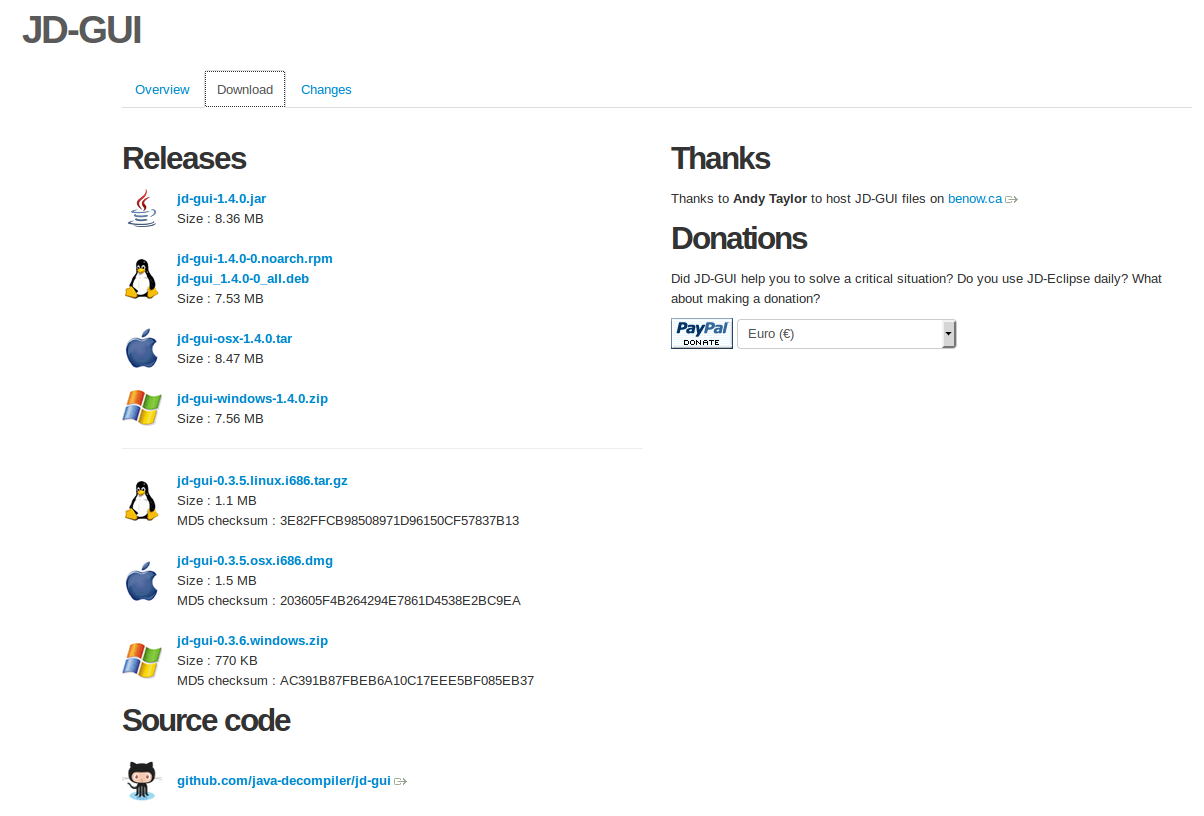 JD-GUI
Overview Download Changes
Releases
jd-gui-1.4.0.jar
Size : 8.36 MB
jd-gui-1.4.0-0.noarch.rpm
jd-gui_1.4.0-0_all.deb
Size : 7.53 MB
jd-gui-osx-1.4.0.tar
Size : 8.47 MB
jd-gui-windows-1.4.0.zip
Size : 7.56 MB
jd-gui-0.3.5.linux.i686.tar.gz
Size : 1.1 MB
MD5 checksum : 3E82FFCB98508971D96150CF57837B13
jd-gui-0.3.5.osx.i686.dmg
Size : 1.5 MB
MD5 checksum : 203605F4B264294E7861D4538E2BC9EA
jd-gui-0.3.6.windows.zip
Size : 770 KB
MD5 checksum : AC391B87FBEB6A10C17EEE5BF085EB37
Source code
github.com/java-decompiler/jd-gui
Thanks
Thanks to Andy Taylor to host JD-GUI files on benow.ca
Donations
Did JD-GUI help you to solve a critical situation? Do you use JD-Eclipse daily? What
about making a donation?
PayPal
DONATE
Euro (€)